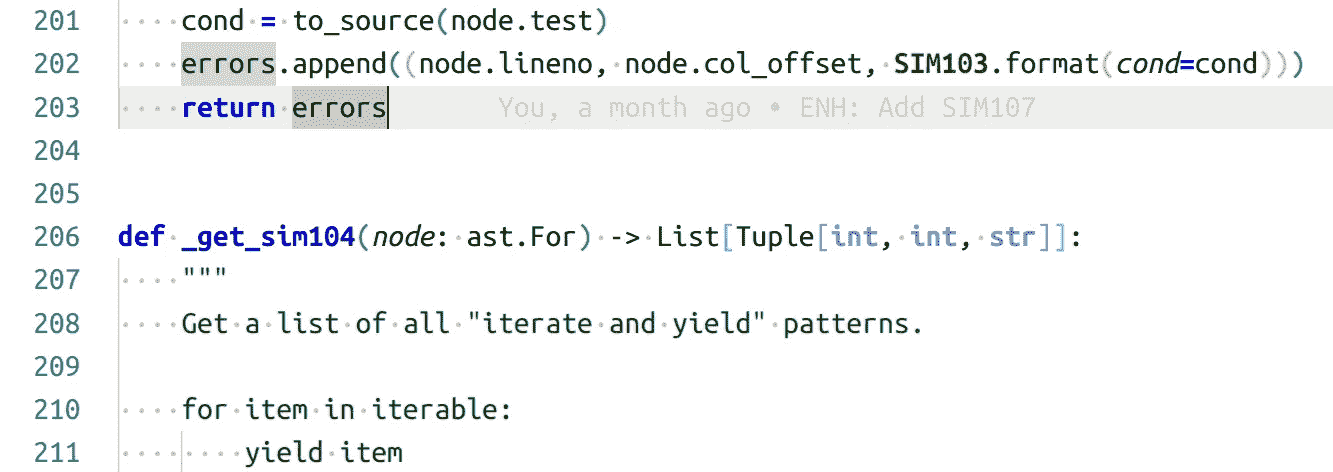 201 cond = to_source(node.test)
202 errors.append((node.lineno, node.col_offset, SIM103.format(cond=cond)))
203 return errors You, a month ago • ENH: Add SIM107
204
205
206 def _get_sim104(node: ast.For) -> List[Tuple[int, int, str]]:
207 """
208 Get a list of all "iterate and yield" patterns.
209
210 for item in iterable:
211 yield item